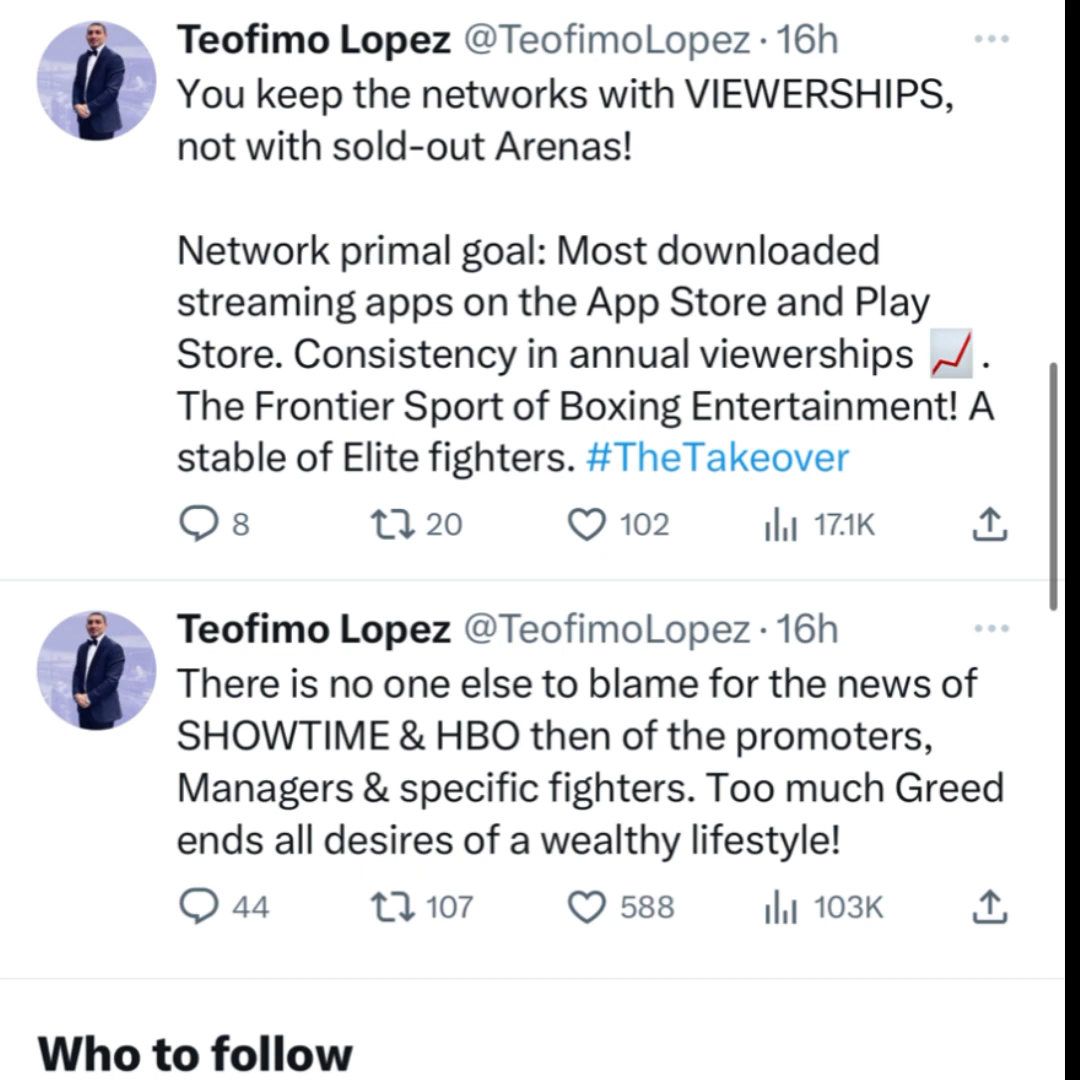 Teofimo Lopez @TeofimoLopez · 16h
You keep the networks with VIEWERSHIPS,
not with sold-out Arenas!
Network primal goal: Most downloaded
streaming apps on the App Store and Play
Store. Consistency in annual viewerships 📈.
The Frontier Sport of Boxing Entertainment! A
stable of Elite fighters. #TheTakeover
8 20 102 17.1K
Teofimo Lopez @TeofimoLopez · 16h
There is no one else to blame for the news of
SHOWTIME & HBO then of the promoters,
Managers & specific fighters. Too much Greed
ends all desires of a wealthy lifestyle!
44 107 588 103K
Who to follow